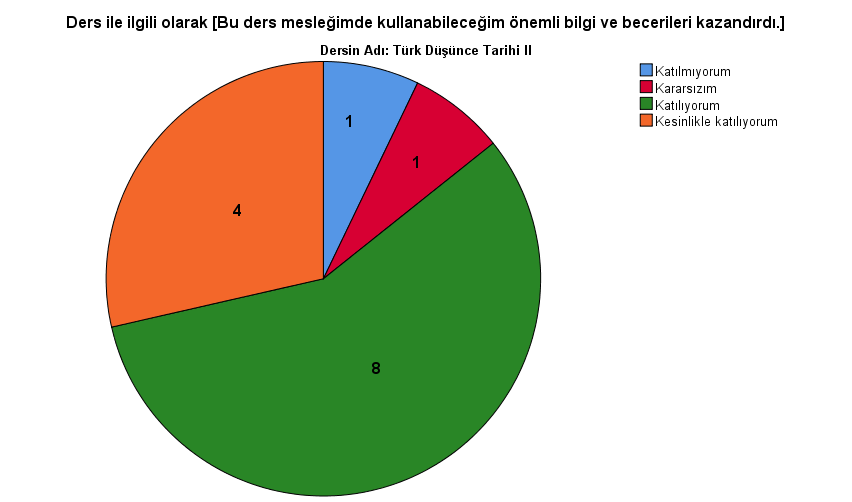 Ders ile ilgili olarak [Bu ders mesleğimde kullanabileceğim önemli bilgi ve becerileri kazandırdı.]
Dersin Adı: Türk Düşünce Tarihi II
Katılmıyorum
Kararsızım
Katılıyorum
Kesinlikle katılıyorum
1
1
4
8